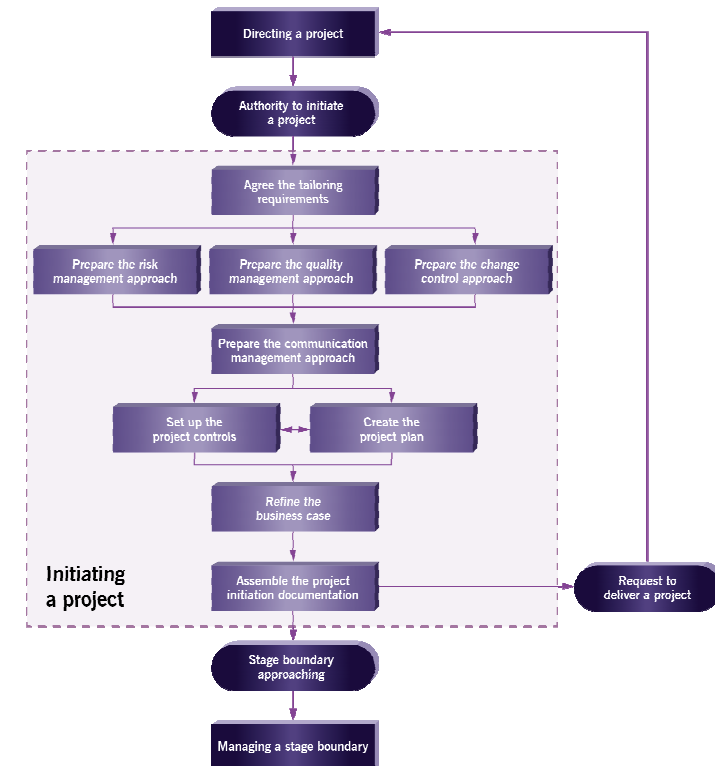 Directing a project
Authority to initiate
a project
Agree the tailoring
requirements
Prepare the risk
management approach
Prepare the quality
management approach
Prepare the change
control approach
Prepare the communication
management approach
Set up the
project controls
Create the
project plan
Refine the
business case
Initiating
a project
Assemble the project
initiation documentation
Request to
deliver a project
Stage boundary
approaching
Managing a stage boundary